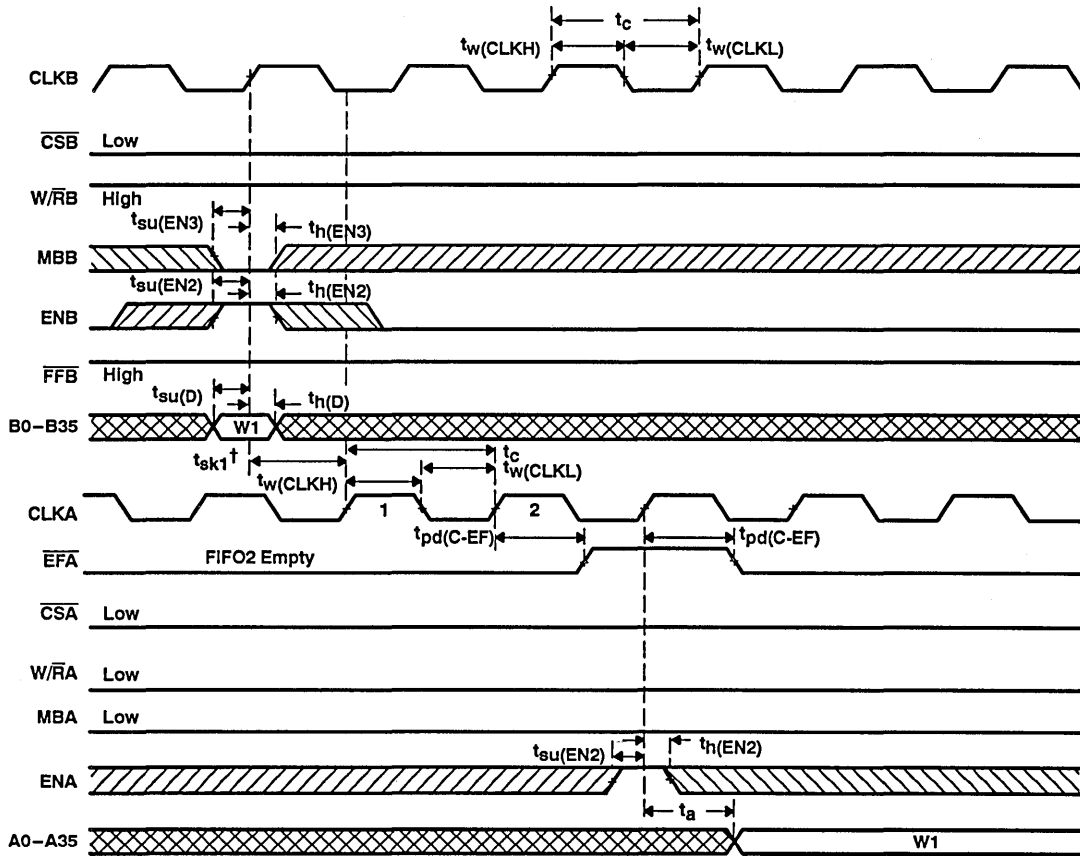 tc
tw(CLKH)
tw(CLKL)
CLKB
CSB Low
W/RB High
tsu(EN3)
th(EN3)
MBB
tsu(EN2)
th(EN2)
ENB
FFB High
tsu(D)
th(D)
B0–B35 W1
tsk1†
tc
tw(CLKH)
tw(CLKL)
CLKA 1 2
tpd(C-EF)
tpd(C-EF)
EFA FIFO2 Empty
CSA Low
W/RA Low
MBA Low
tsu(EN2)
th(EN2)
ENA
ta
A0–A35 W1